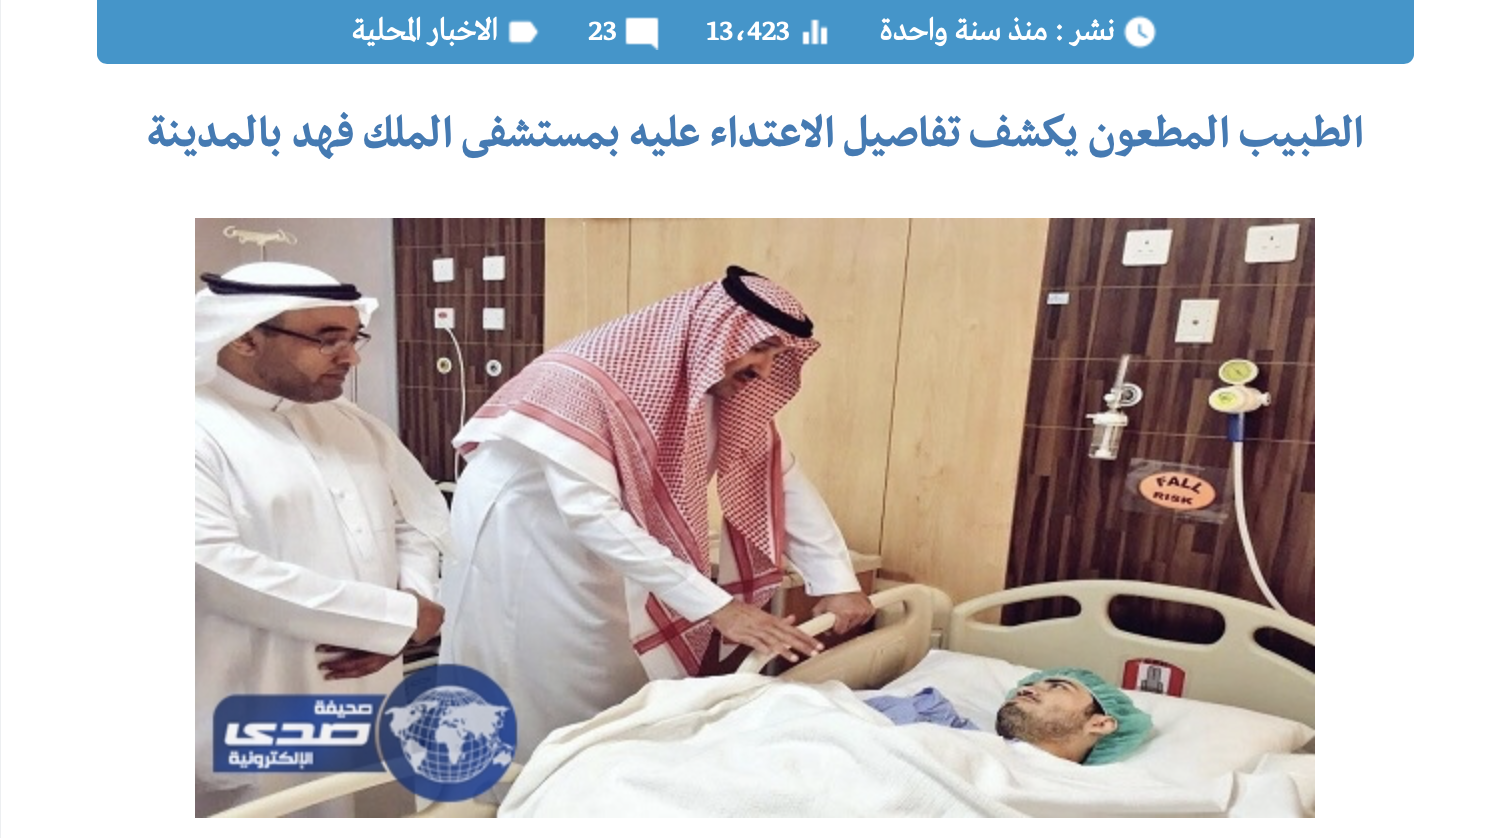 نشر : منذ سنة واحدة 13،423 23 الاخبار المحلية
الطبيب المطعون يكشف تفاصيل الاعتداء عليه بمستشفى الملك فهد بالمدينة
FALL
RISK
صحيفة
صدى
الإلكترونية